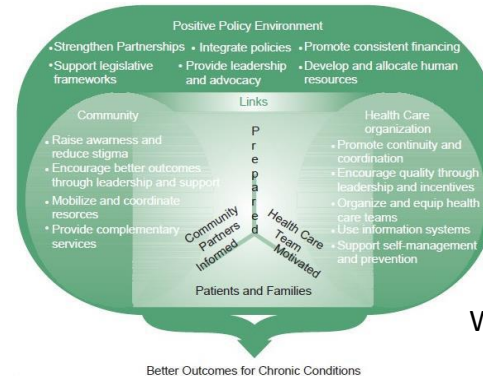 Positive Policy Environment
•Strengthen Partnerships
• Integrate policies
• Promote consistent financing
•Support legislative
frameworks
•Provide leadership
and advocacy
•Develop and allocate human
resources
Links
Community
• Raise awarness and
reduce stigma
• Encourage better outcomes
through leadership and support
•Mobilize and coordinate
resorces
•Provide complementary
services
Health Care
organization
• Promote continuity and
coordination
• Encourage quality through
leadership and incentives
• Organize and equip health
care teams
•Use information systems
• Support self-management
and prevention
Prepared
Community
Partners
Informed
Health Care
Team
Motivated
Patients and Families
W
Better Outcomes for Chronic Conditions